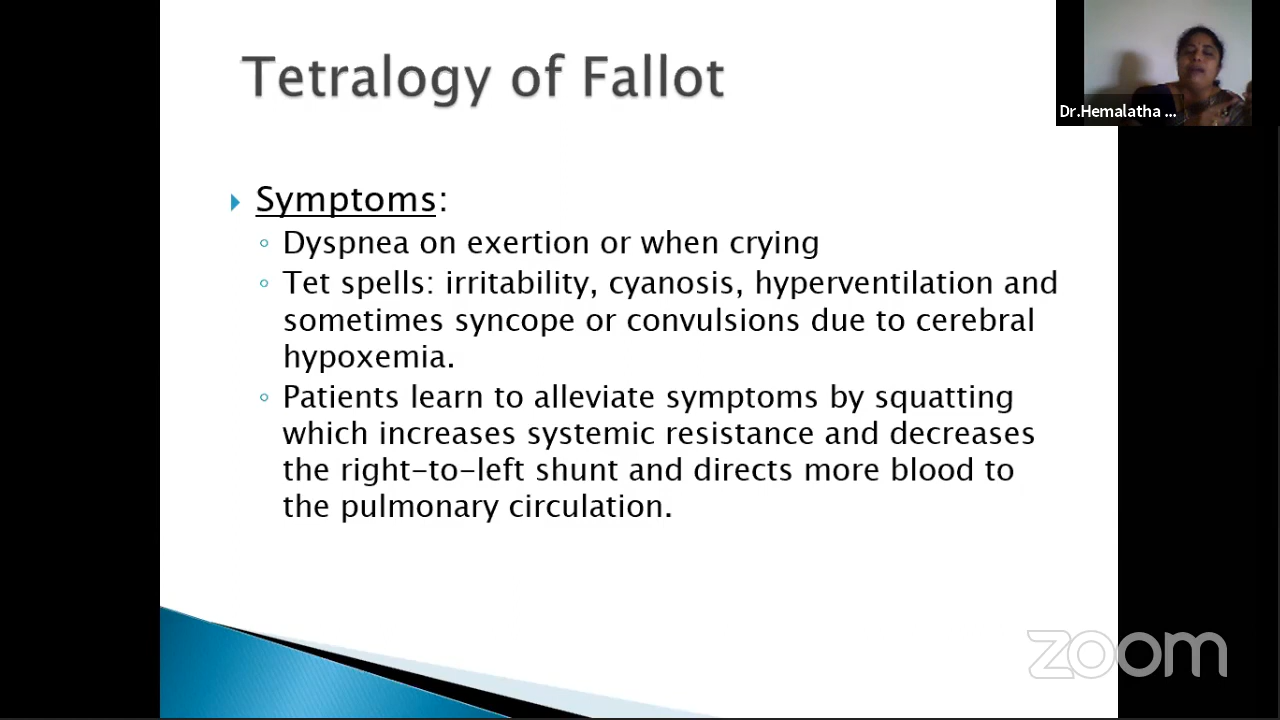 Tetralogy of Fallot
Dr.Hemalatha ...
Symptoms:
Dyspnea on exertion or when crying
Tet spells: irritability, cyanosis, hyperventilation and
sometimes syncope or convulsions due to cerebral
hypoxemia.
Patients learn to alleviate symptoms by squatting
which increases systemic resistance and decreases
the right-to-left shunt and directs more blood to
the pulmonary circulation.
zoom